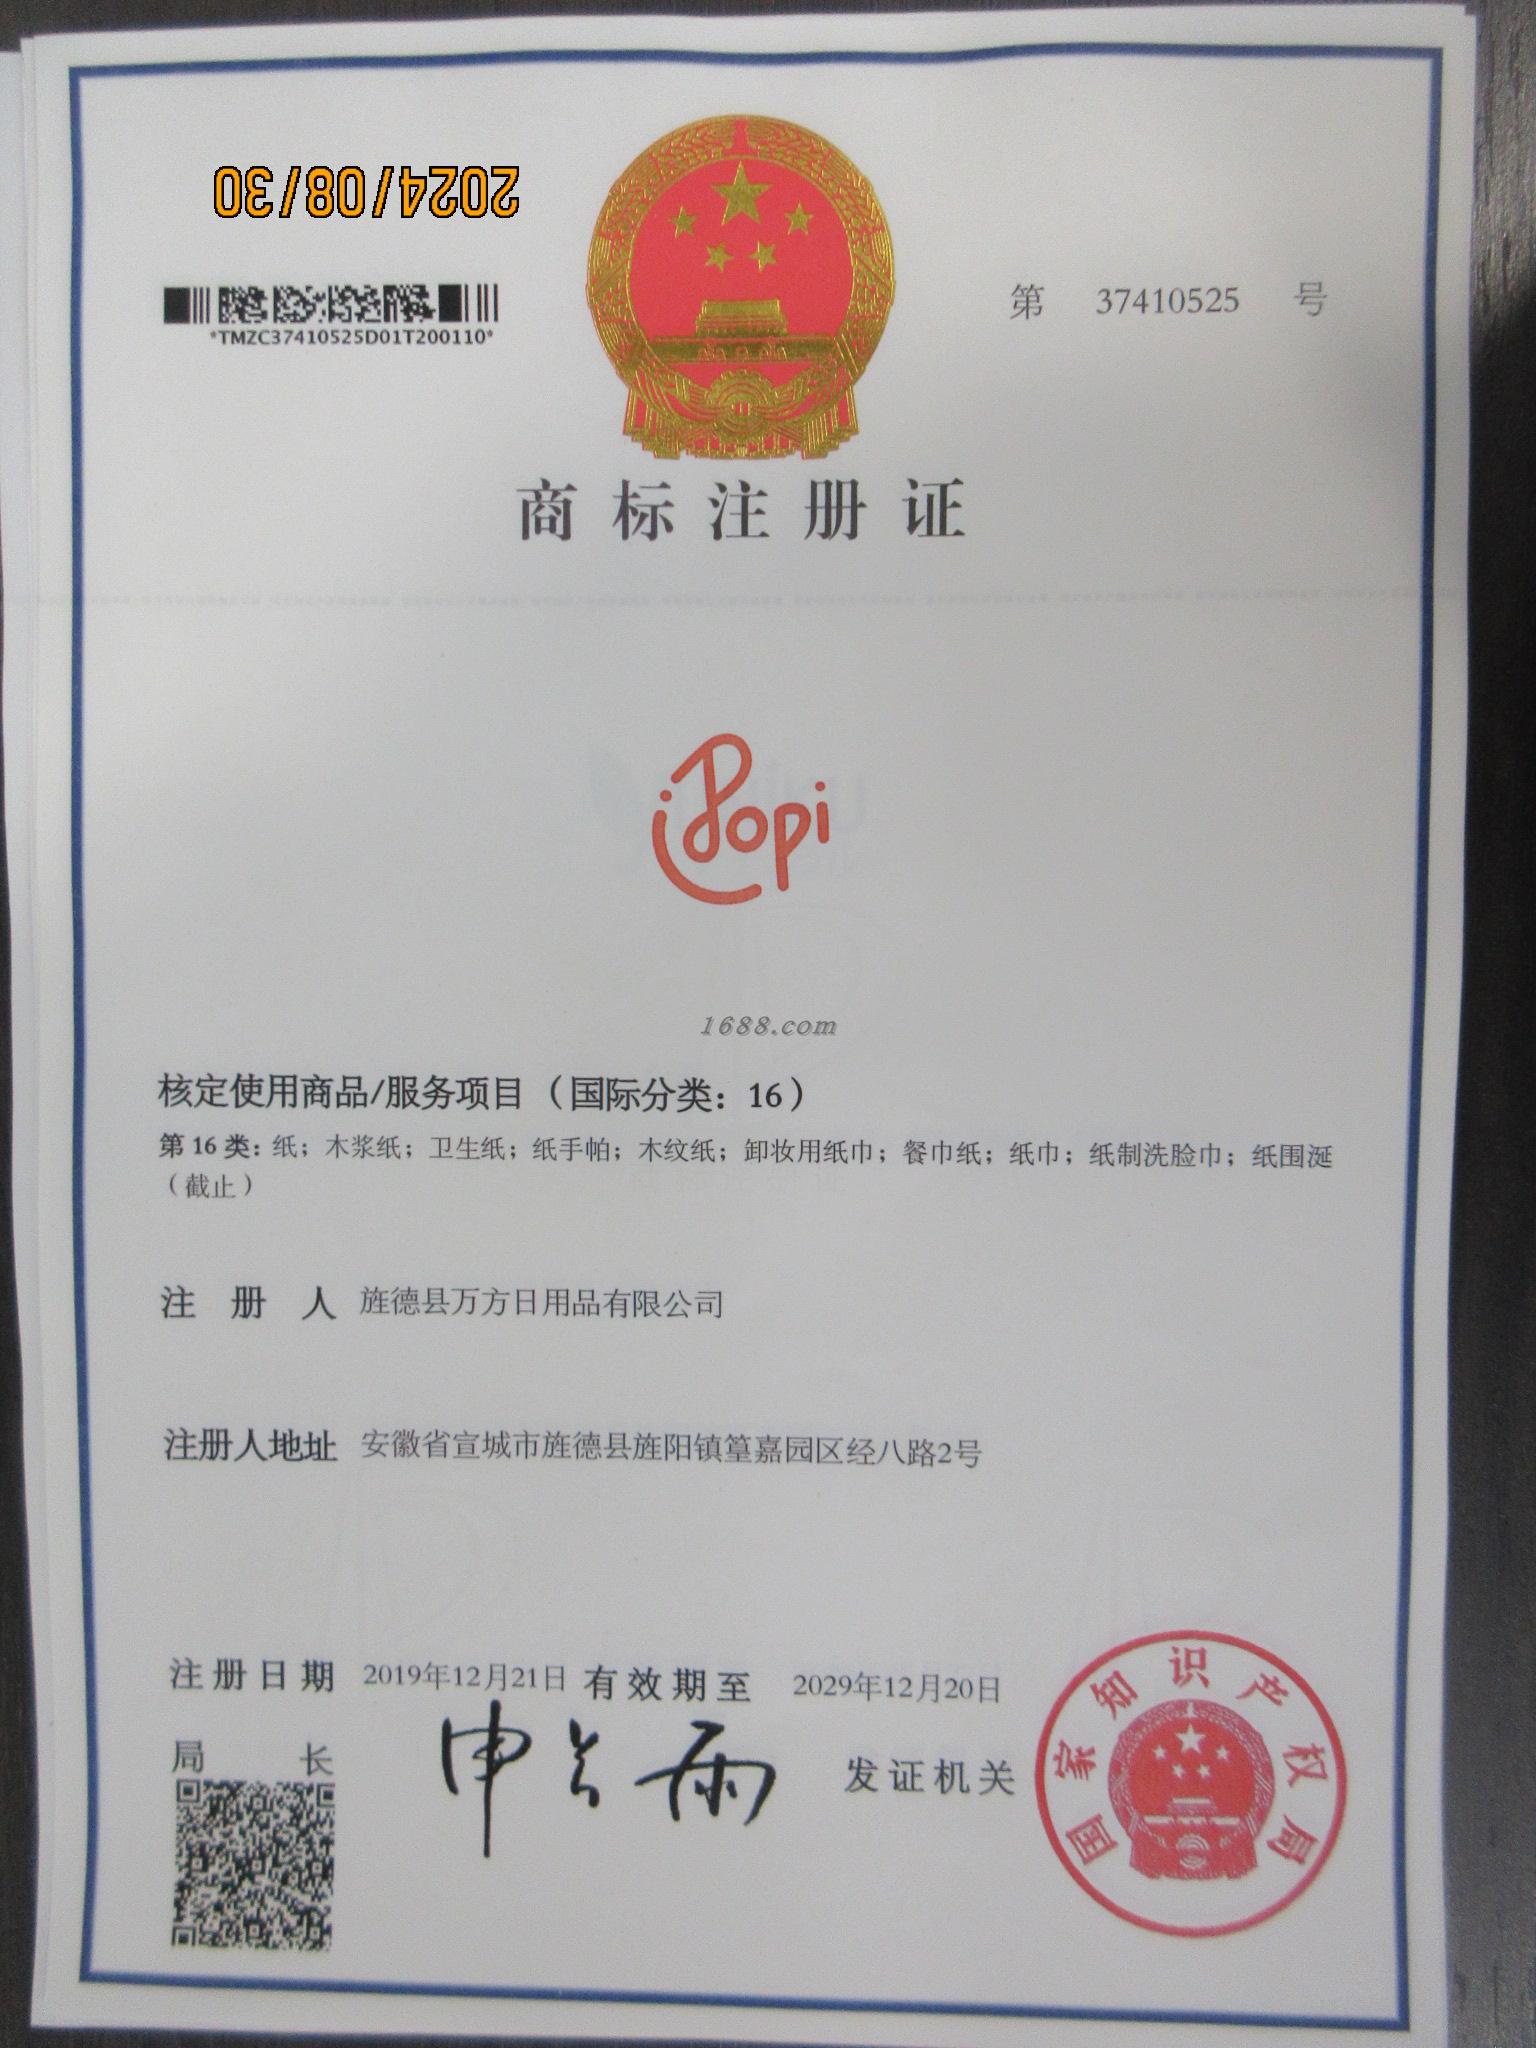 2024/08/30
*TMZC37410525D01T200110*
第 37410525 号
商标注册证
iPopi
1688.com
核定使用商品/服务项目（国际分类：16）
第 16 类：纸；木浆纸；卫生纸；纸手帕；木纹纸；卸妆用纸巾；餐巾纸；纸巾；纸制洗脸巾；纸围涎
（截止）
注册人 旌德县万方日用品有限公司
注册人地址 安徽省宣城市旌德县旌阳镇篁嘉园区经八路2号
注册日期 2019年12月21日 有效期至 2029年12月20日
局长 申长雨 发证机关
国家知识产权局